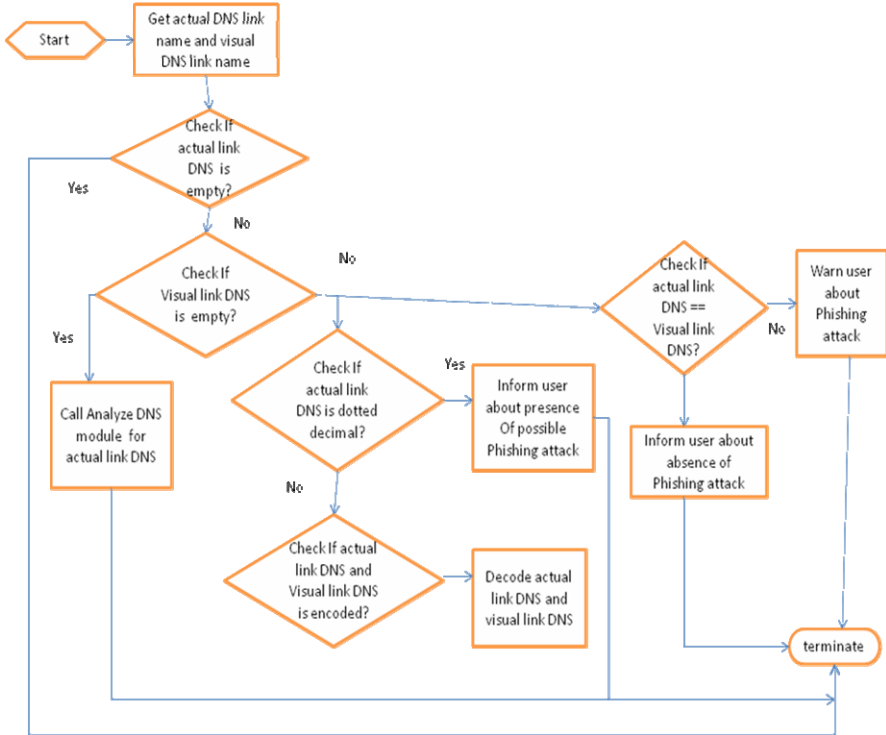 Start
Get actual DNS link
name and visual
DNS link name
Check If
actual link
DNS is
empty?
Yes
No
Check If
Visual link DNS
is empty?
No
Yes
Check If
actual link
DNS ==
Visual link
DNS?
No
Warn user
about
Phishing
attack
Call Analyze DNS
module for
actual link DNS
Check If
actual link
DNS is dotted
decimal?
Yes
Inform user
about presence
Of possible
Phishing attack
Inform user about
absence of
Phishing attack
No
Check If actual
link DNS and
Visual link DNS
is encoded?
Decode actual
link DNS and
visual link DNS
terminate